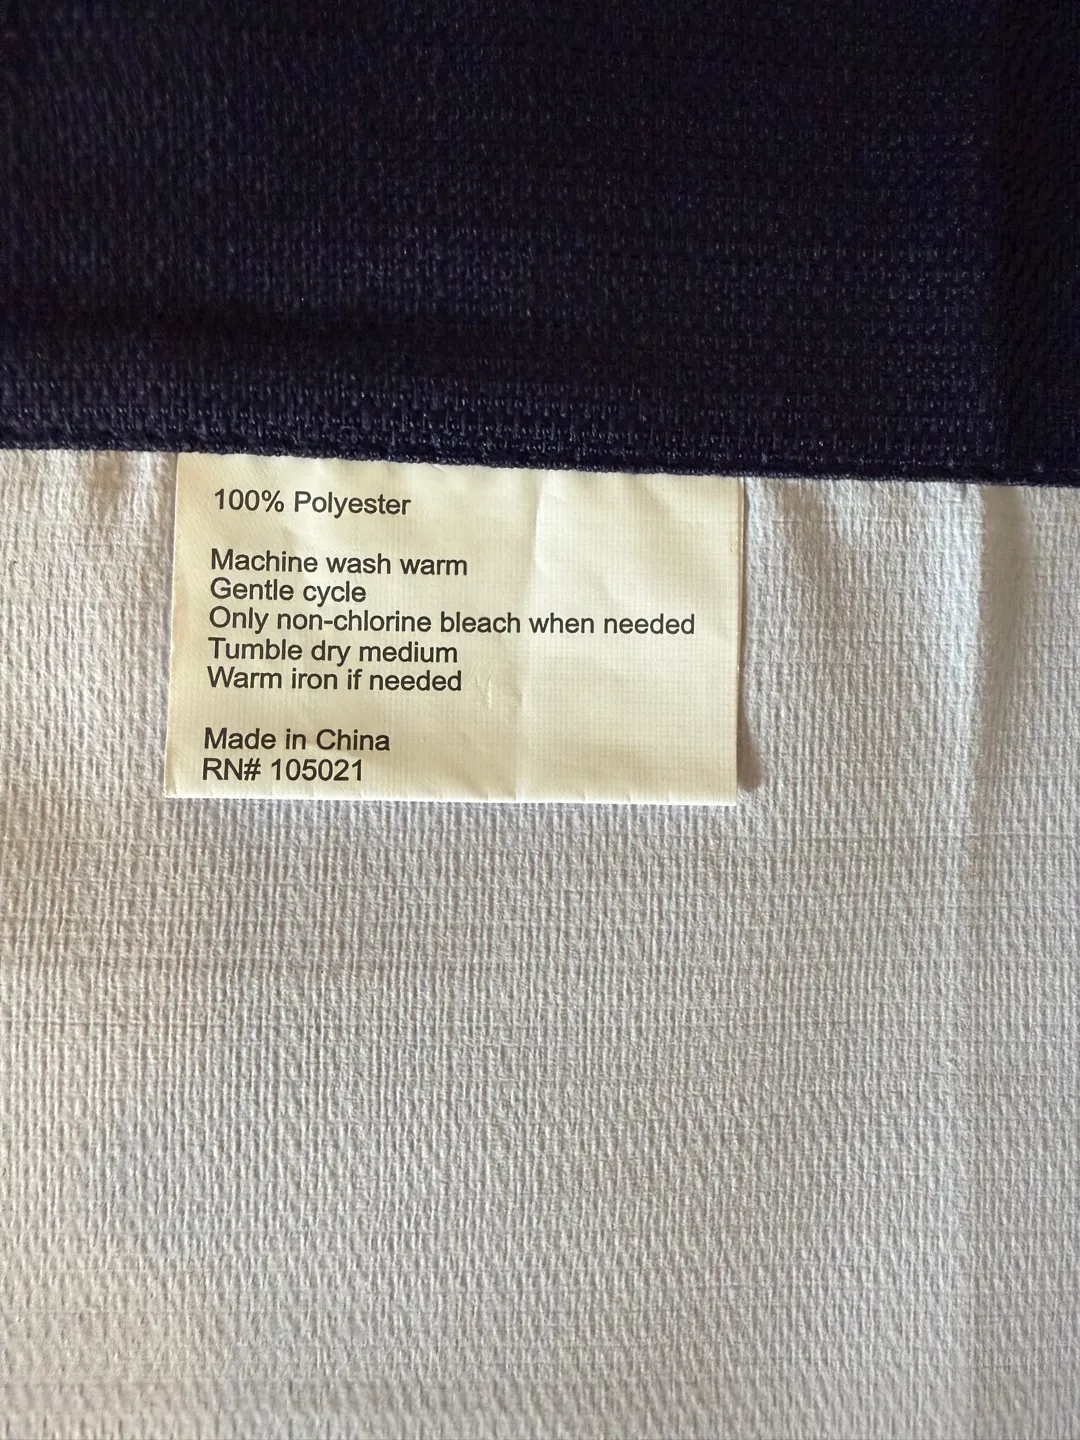 100% Polyester
Machine wash warm
Gentle cycle
Only non-chlorine bleach when needed
Tumble dry medium
Warm iron if needed
Made in China
RN# 105021